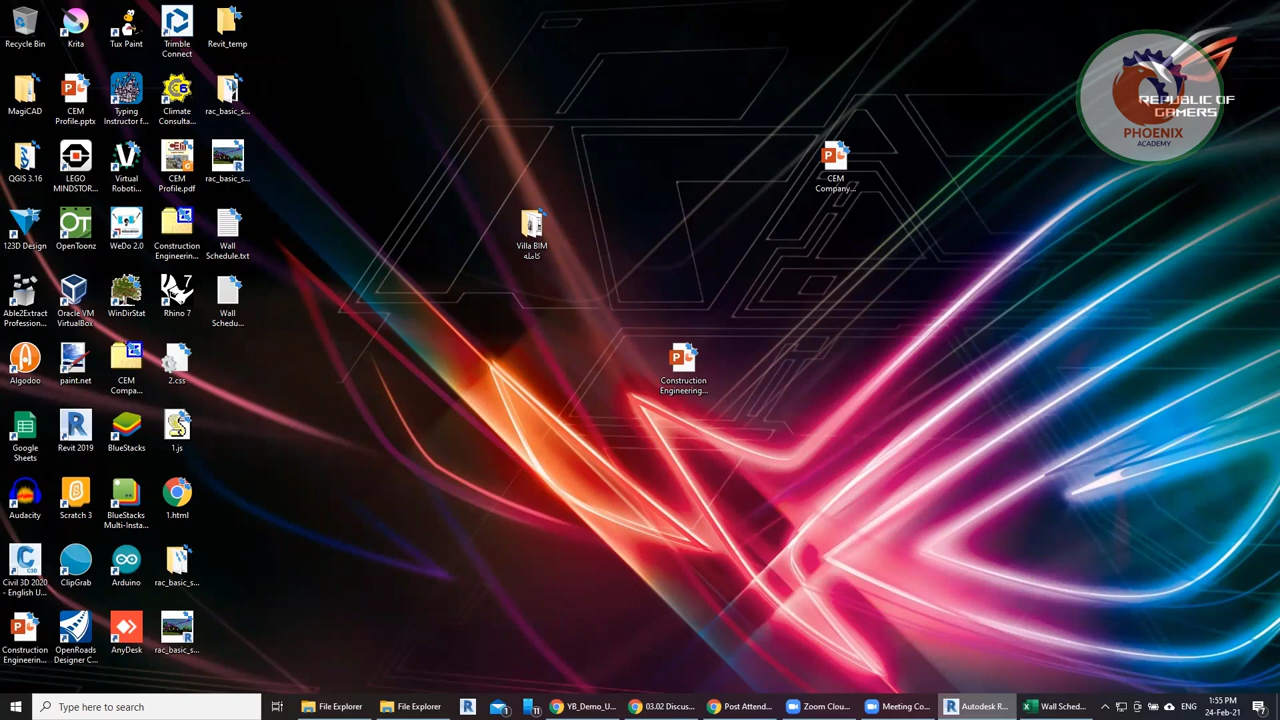 Recycle Bin
Krita
Tux Paint
Trimble
Connect
Revit_temp
MagiCAD
CEM
Profile.pptx
Typing
Instructor f...
Climate
Consulta...
rac_basic_s...
QGIS 3.16
LEGO
MINDSTOR...
Virtual
Roboti...
CEM
Profile.pdf
rac_basic_s...
123D Design
OpenToonz
WeDo 2.0
Construction
Engineerin...
Wall
Schedule.txt
Able2Extract
Profession...
Oracle VM
VirtualBox
WinDirStat
Rhino 7
Wall
Schedu...
Algodoo
paint.net
CEM
Compa...
2.css
Google
Sheets
Revit 2019
BlueStacks
1.js
Audacity
Scratch 3
BlueStacks
Multi-Insta...
1.html
Civil 3D 2020
- English U...
ClipGrab
Arduino
rac_basic_s...
Construction
Engineerin...
OpenRoads
Designer C...
AnyDesk
rac_basic_s...
Villa BIM
كامله
CEM
Company...
Construction
Engineering...
REPUBLIC OF
GAMERS
PHOENIX
ACADEMY
Type here to search
File Explorer
File Explorer
1
11
YB_Demo_U...
03.02 Discus...
Post Attend...
Zoom Clou...
Meeting Co...
Autodesk R...
Wall Sched...
ENG
1:55 PM
24-Feb-21
7